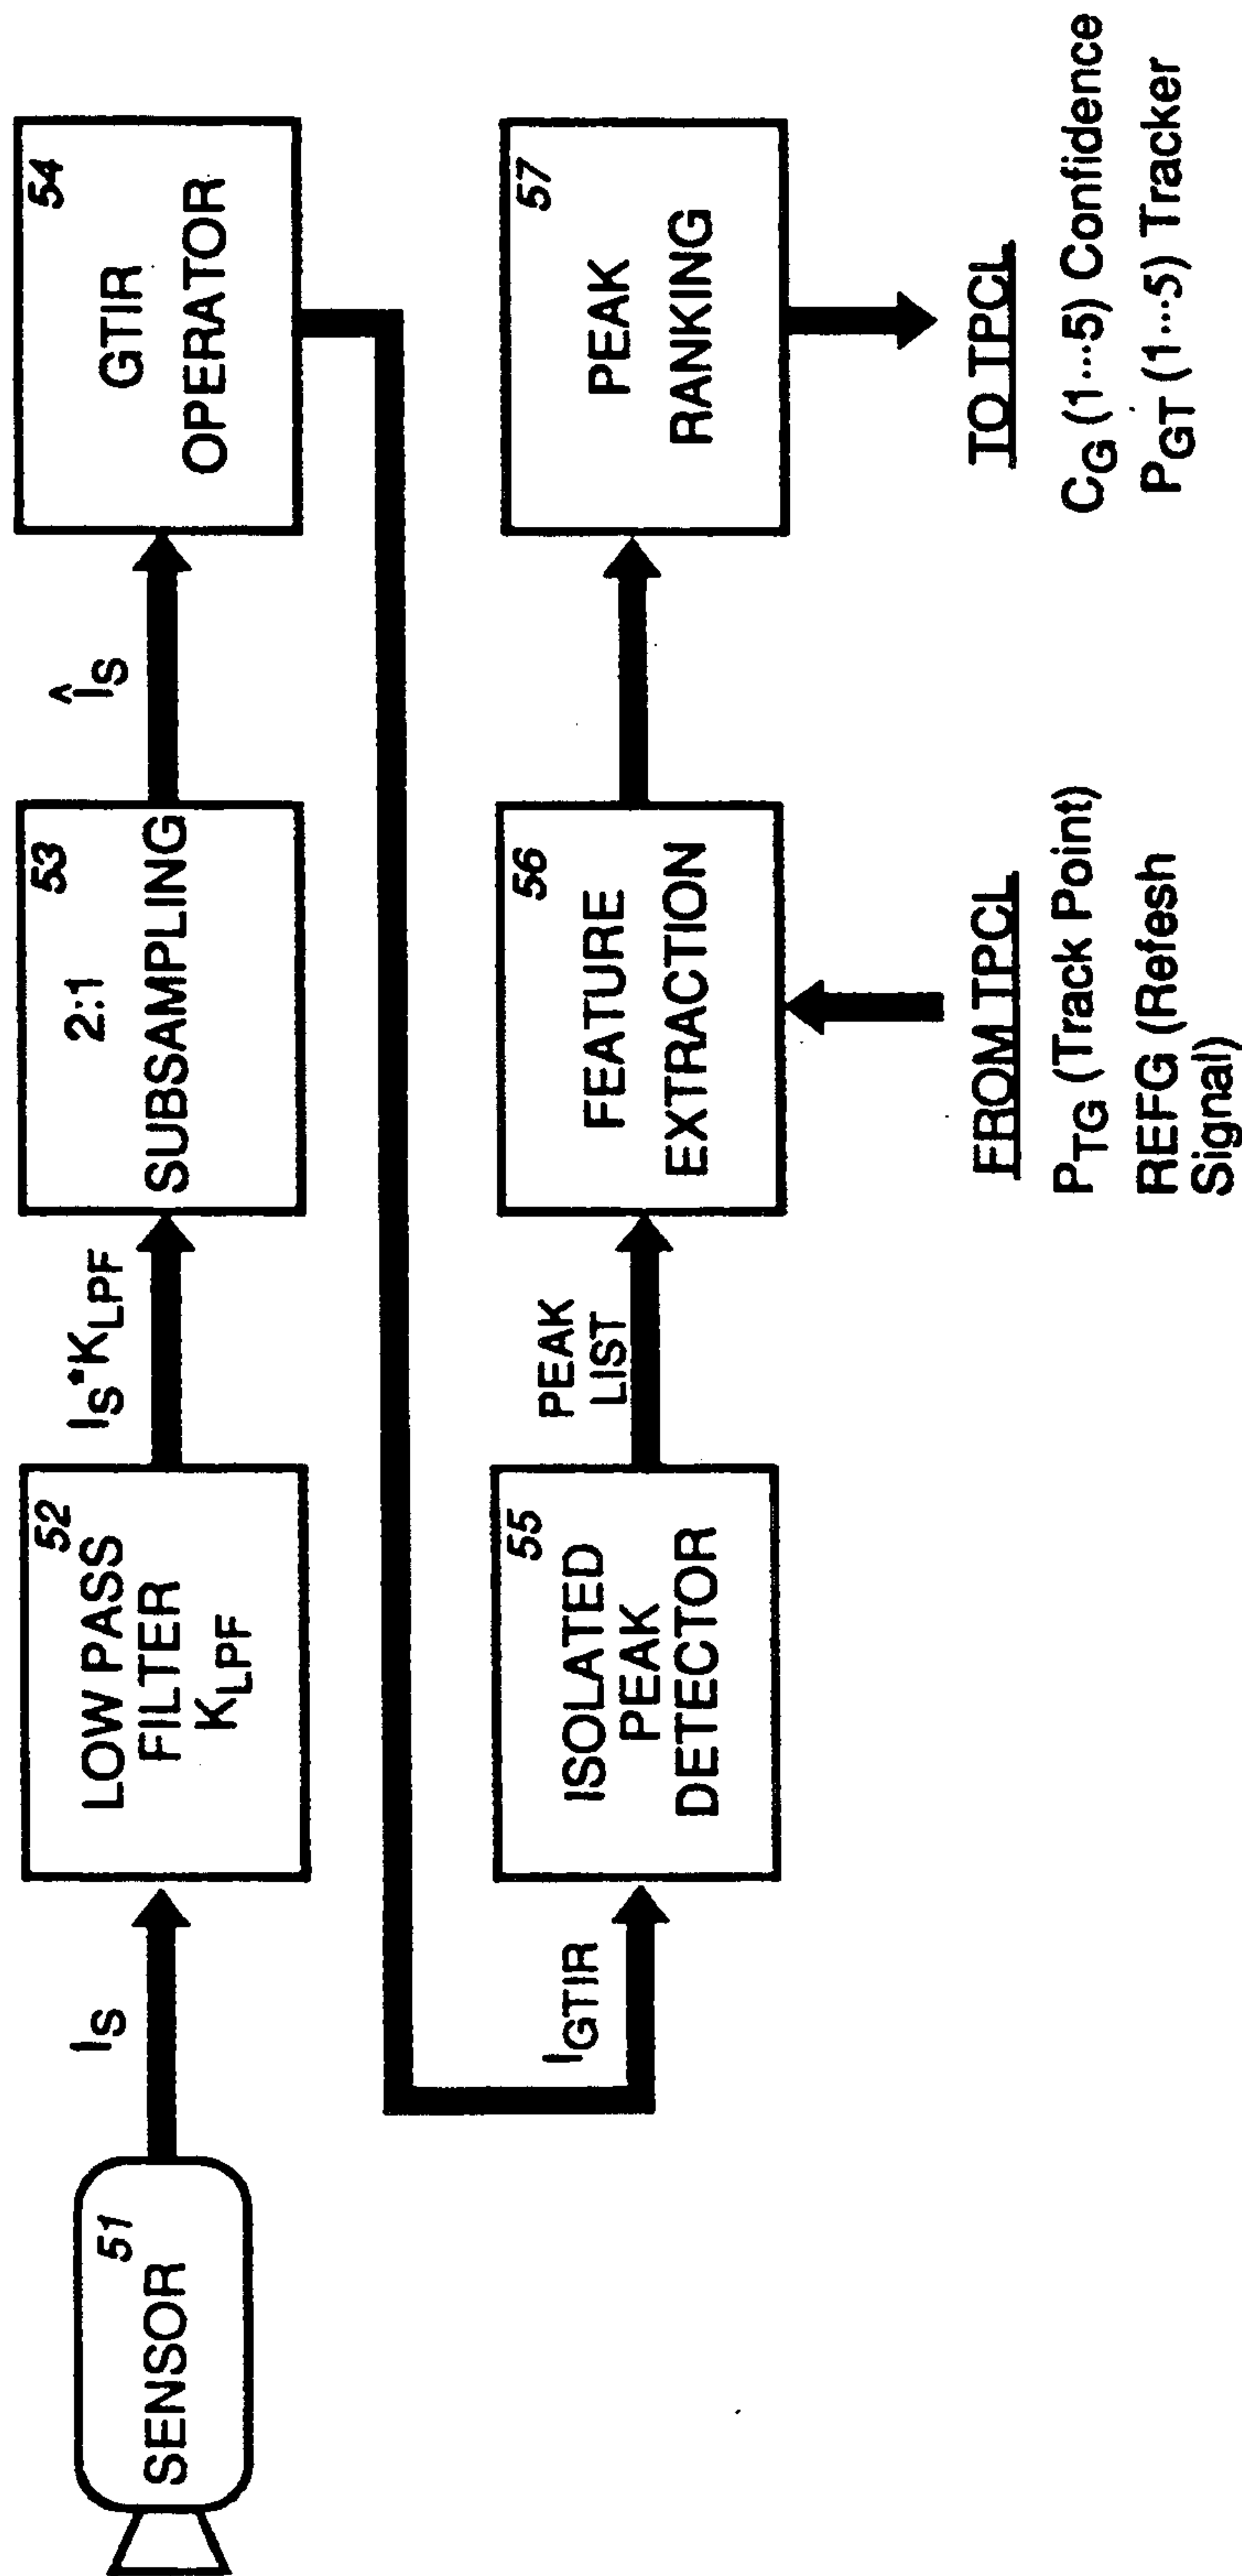 51
SENSOR
I_S
52
LOW PASS
FILTER
K_LPF
I_S*K_LPF
53
2:1
SUBSAMPLING
Î_S
54
GTIR
OPERATOR
I_GTIR
55
ISOLATED
PEAK
DETECTOR
PEAK
LIST
56
FEATURE
EXTRACTION
57
PEAK
RANKING
FROM TPCL
P_TG (Track Point)
REFG (Refesh
Signal)
TO TPCL
C_G (1···5) Confidence
P_GT (1···5) Tracker